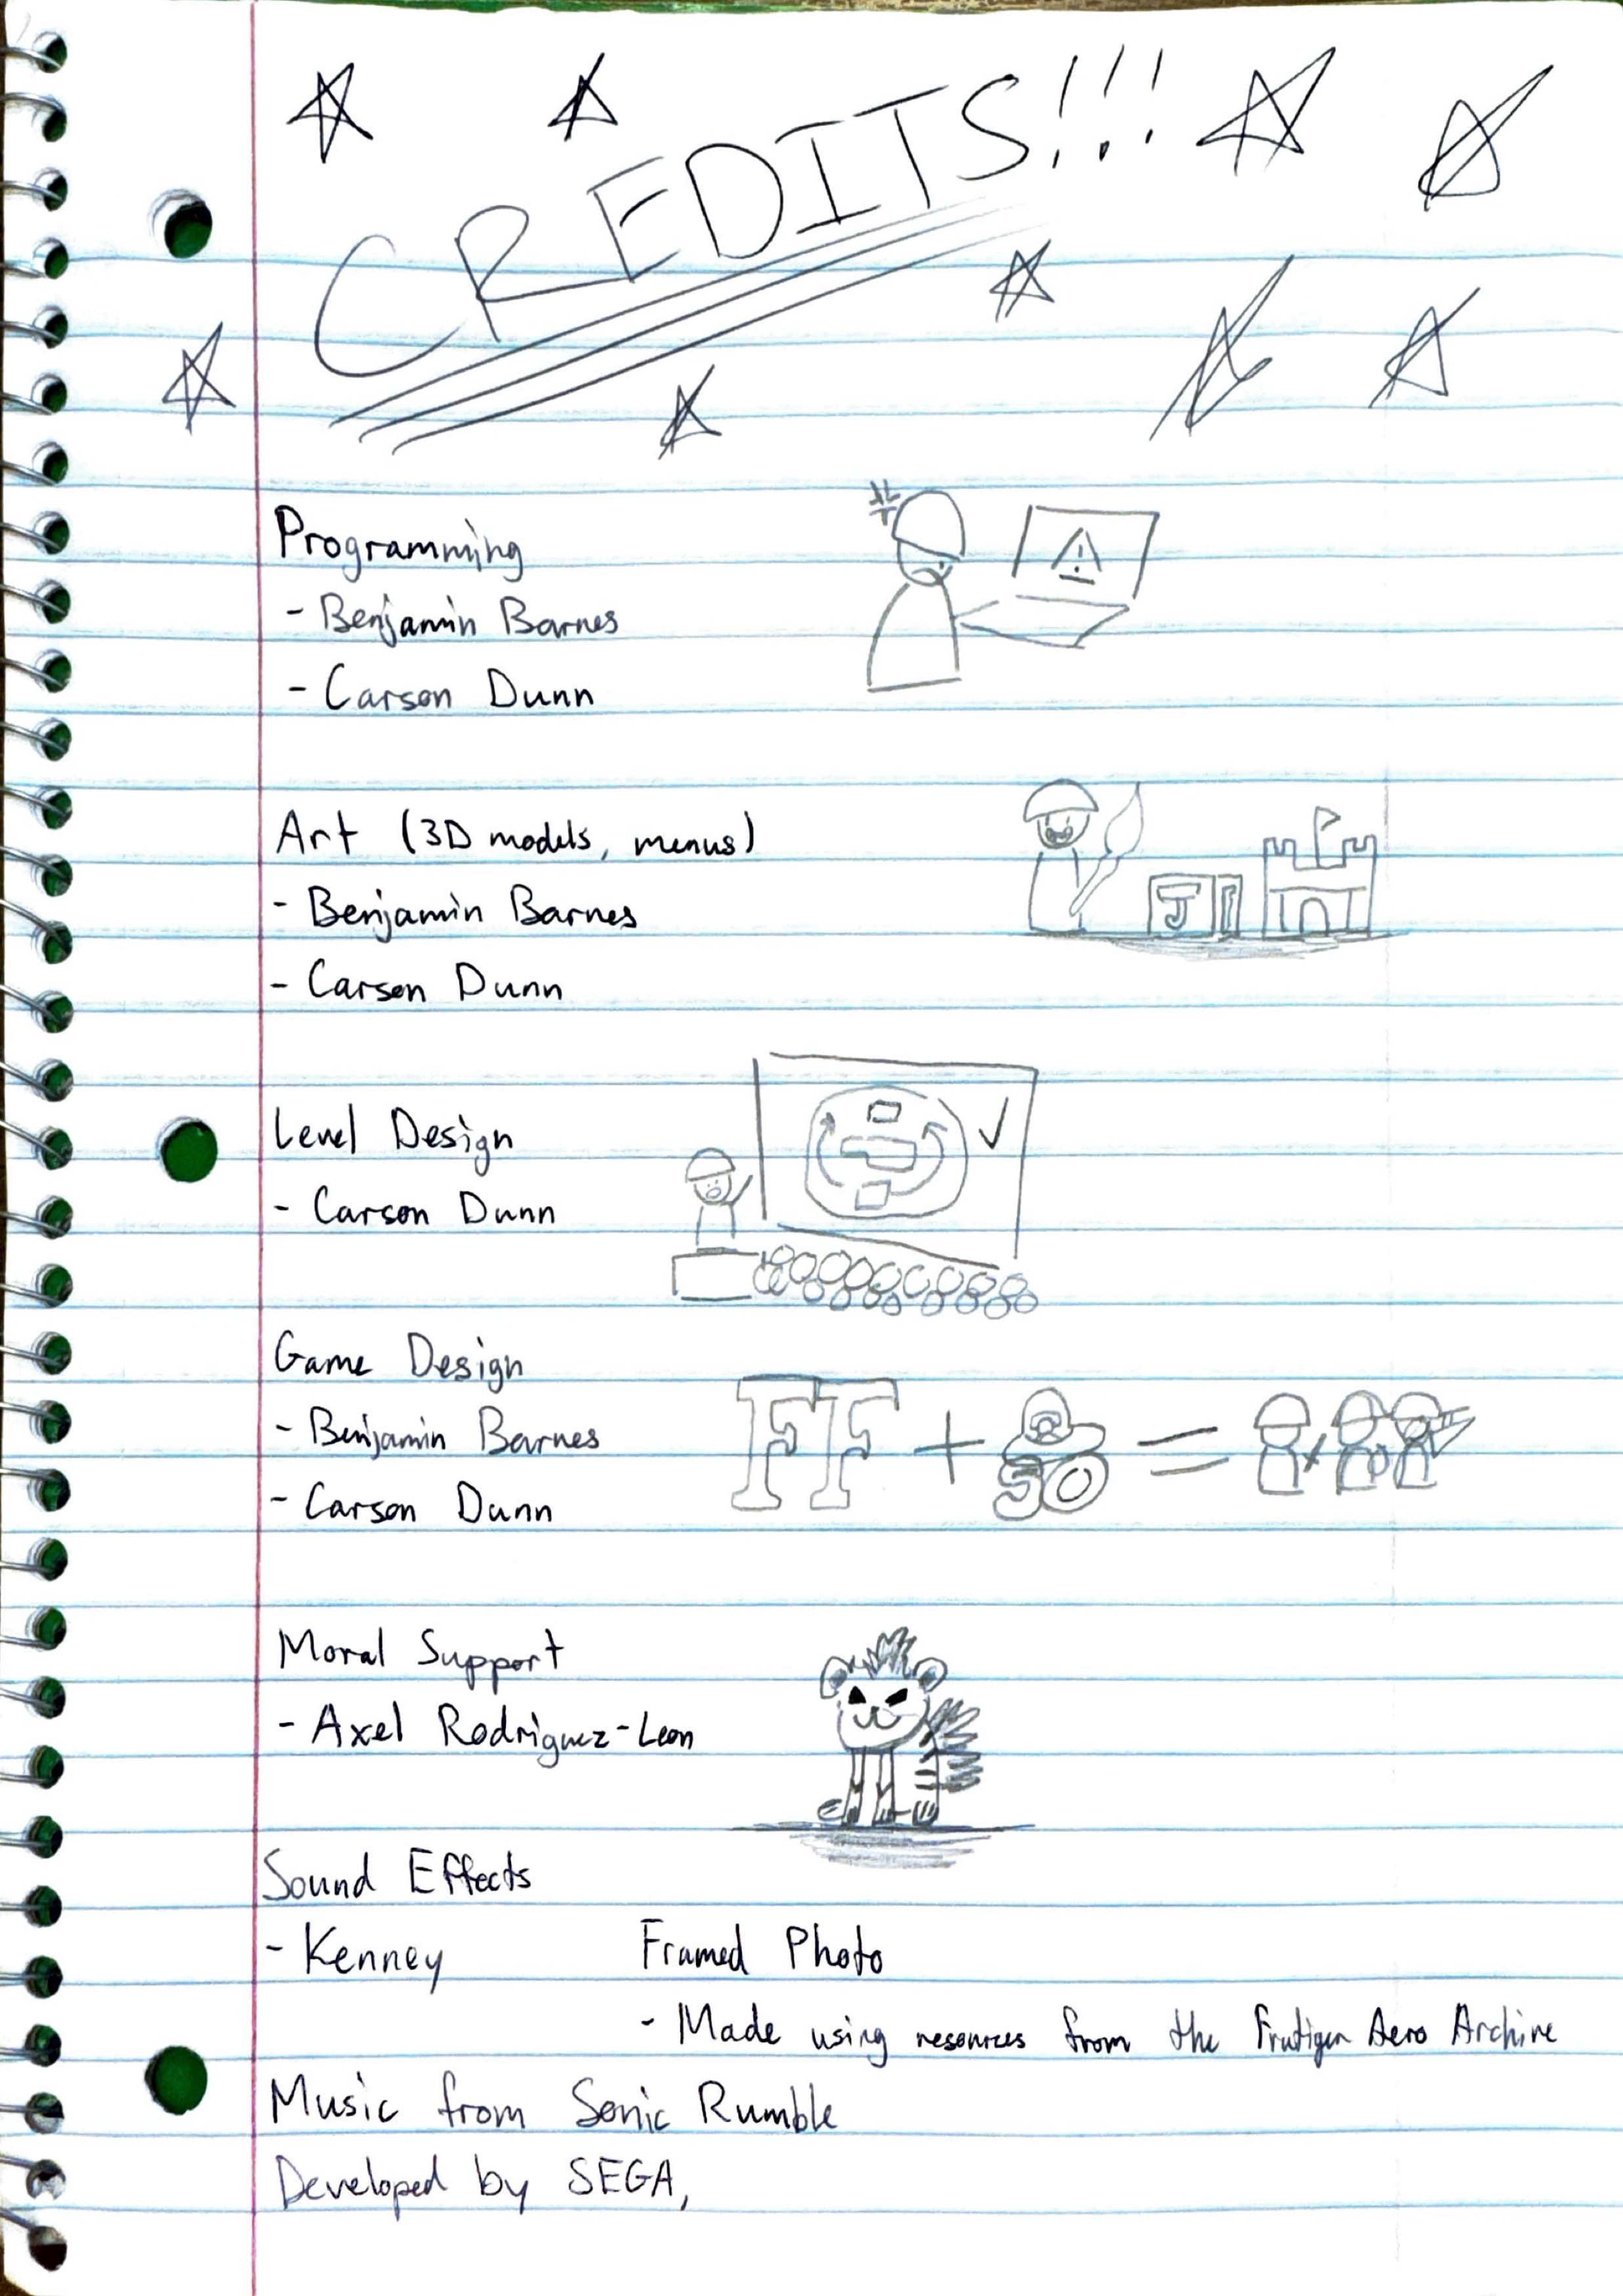 CREDITS!!!
Programming
- Benjamin Barnes
- Carson Dunn
Art (3D models, menus)
- Benjamin Barnes
- Carson Dunn
J
Level Design
- Carson Dunn
Game Design
- Benjamin Barnes
- Carson Dunn
FF + = 
Moral Support
- Axel Rodriguez-Leon
Sound Effects
- Kenney
Framed Photo
- Made using resources from the Frutiger Aero Archive
Music from Sonic Rumble
Developed by SEGA,